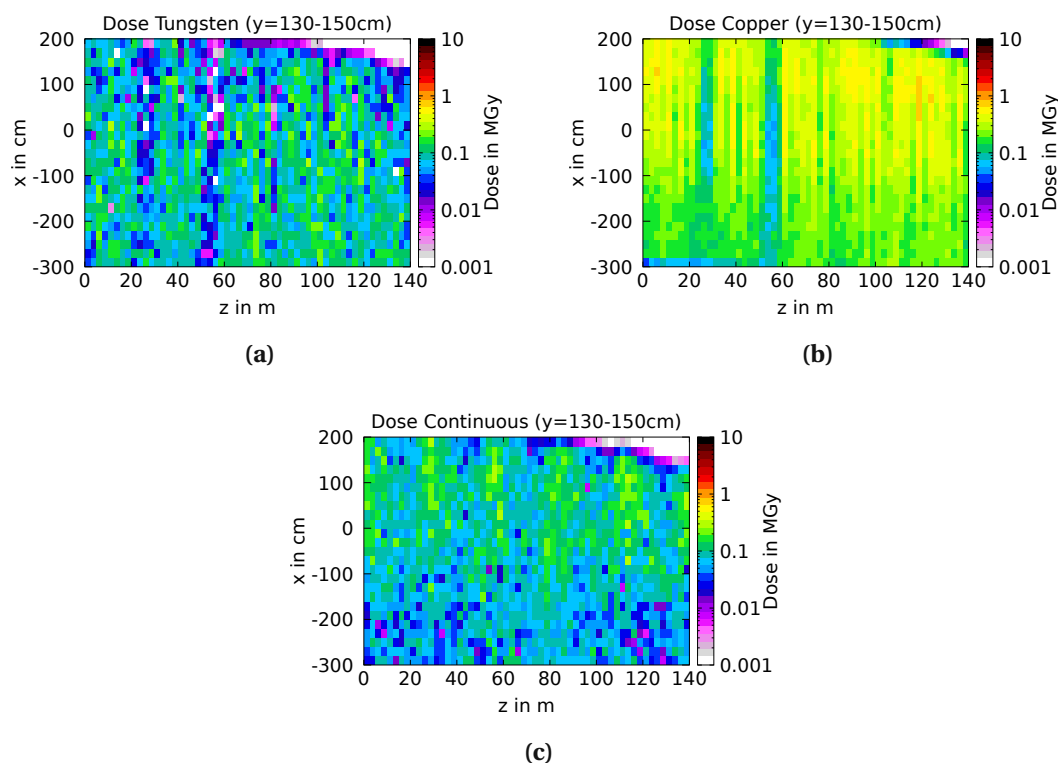 Dose Tungsten (y=130-150cm)
200
100
0
-100
-200
-300
x in cm
0 20 40 60 80 100 120 140
z in m
10
1
0.1
0.01
0.001
Dose in MGy
(a)
Dose Copper (y=130-150cm)
200
100
0
-100
-200
-300
x in cm
0 20 40 60 80 100 120 140
z in m
10
1
0.1
0.01
0.001
Dose in MGy
(b)
Dose Continuous (y=130-150cm)
200
100
0
-100
-200
-300
x in cm
0 20 40 60 80 100 120 140
z in m
10
1
0.1
0.01
0.001
Dose in MGy
(c)